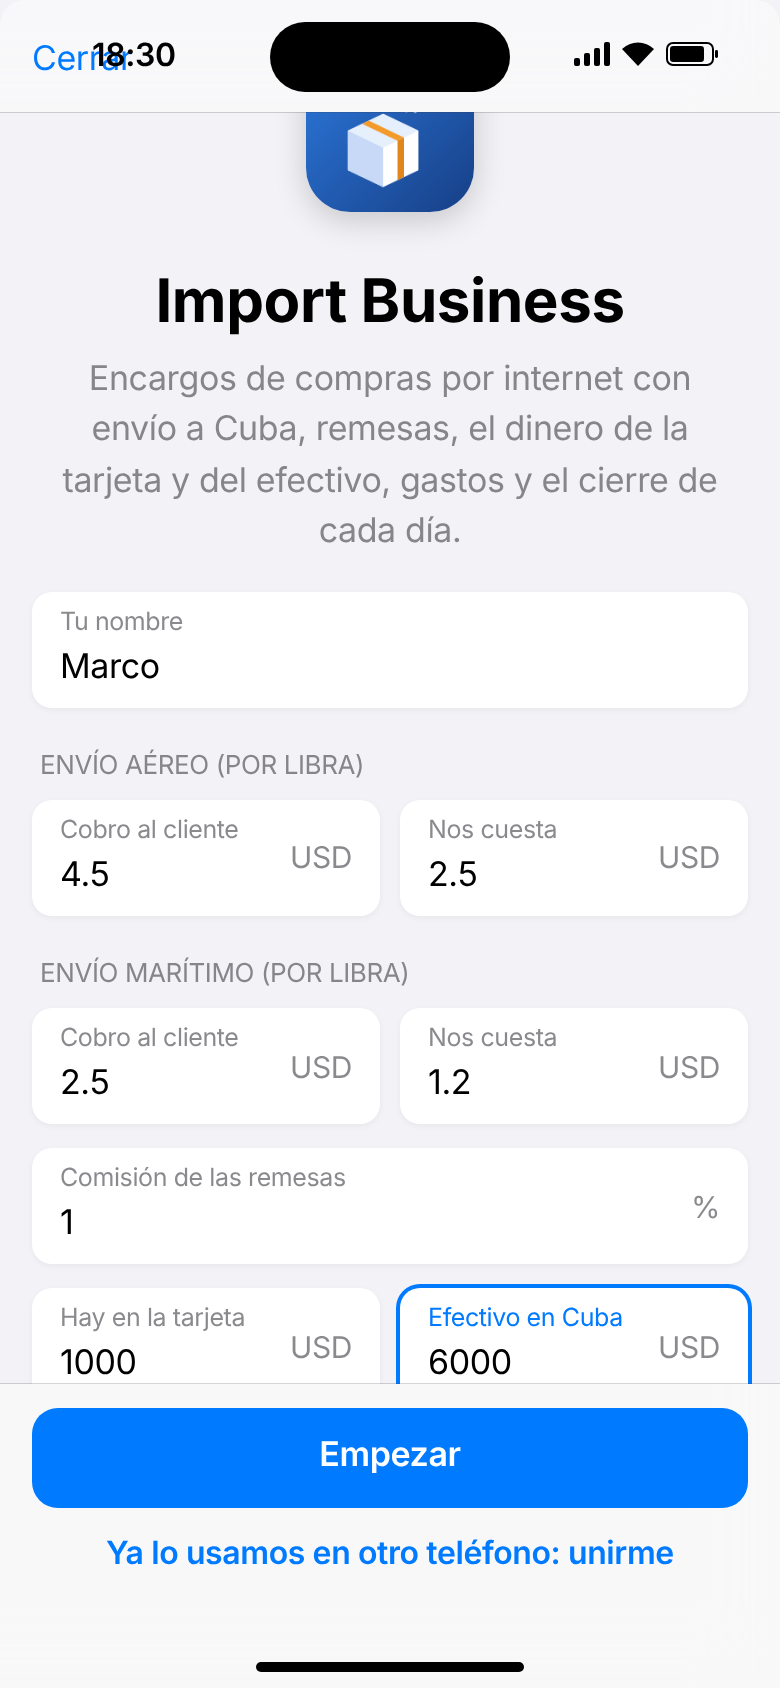 Cerrar
18:30
Import Business
Encargos de compras por internet con
envío a Cuba, remesas, el dinero de la
tarjeta y del efectivo, gastos y el cierre de
cada día.
Tu nombre
Marco
ENVÍO AÉREO (POR LIBRA)
Cobro al cliente
4.5
USD
Nos cuesta
2.5
USD
ENVÍO MARÍTIMO (POR LIBRA)
Cobro al cliente
2.5
USD
Nos cuesta
1.2
USD
Comisión de las remesas
1
%
Hay en la tarjeta
1000
USD
Efectivo en Cuba
6000
USD
Empezar
Ya lo usamos en otro teléfono: unirme